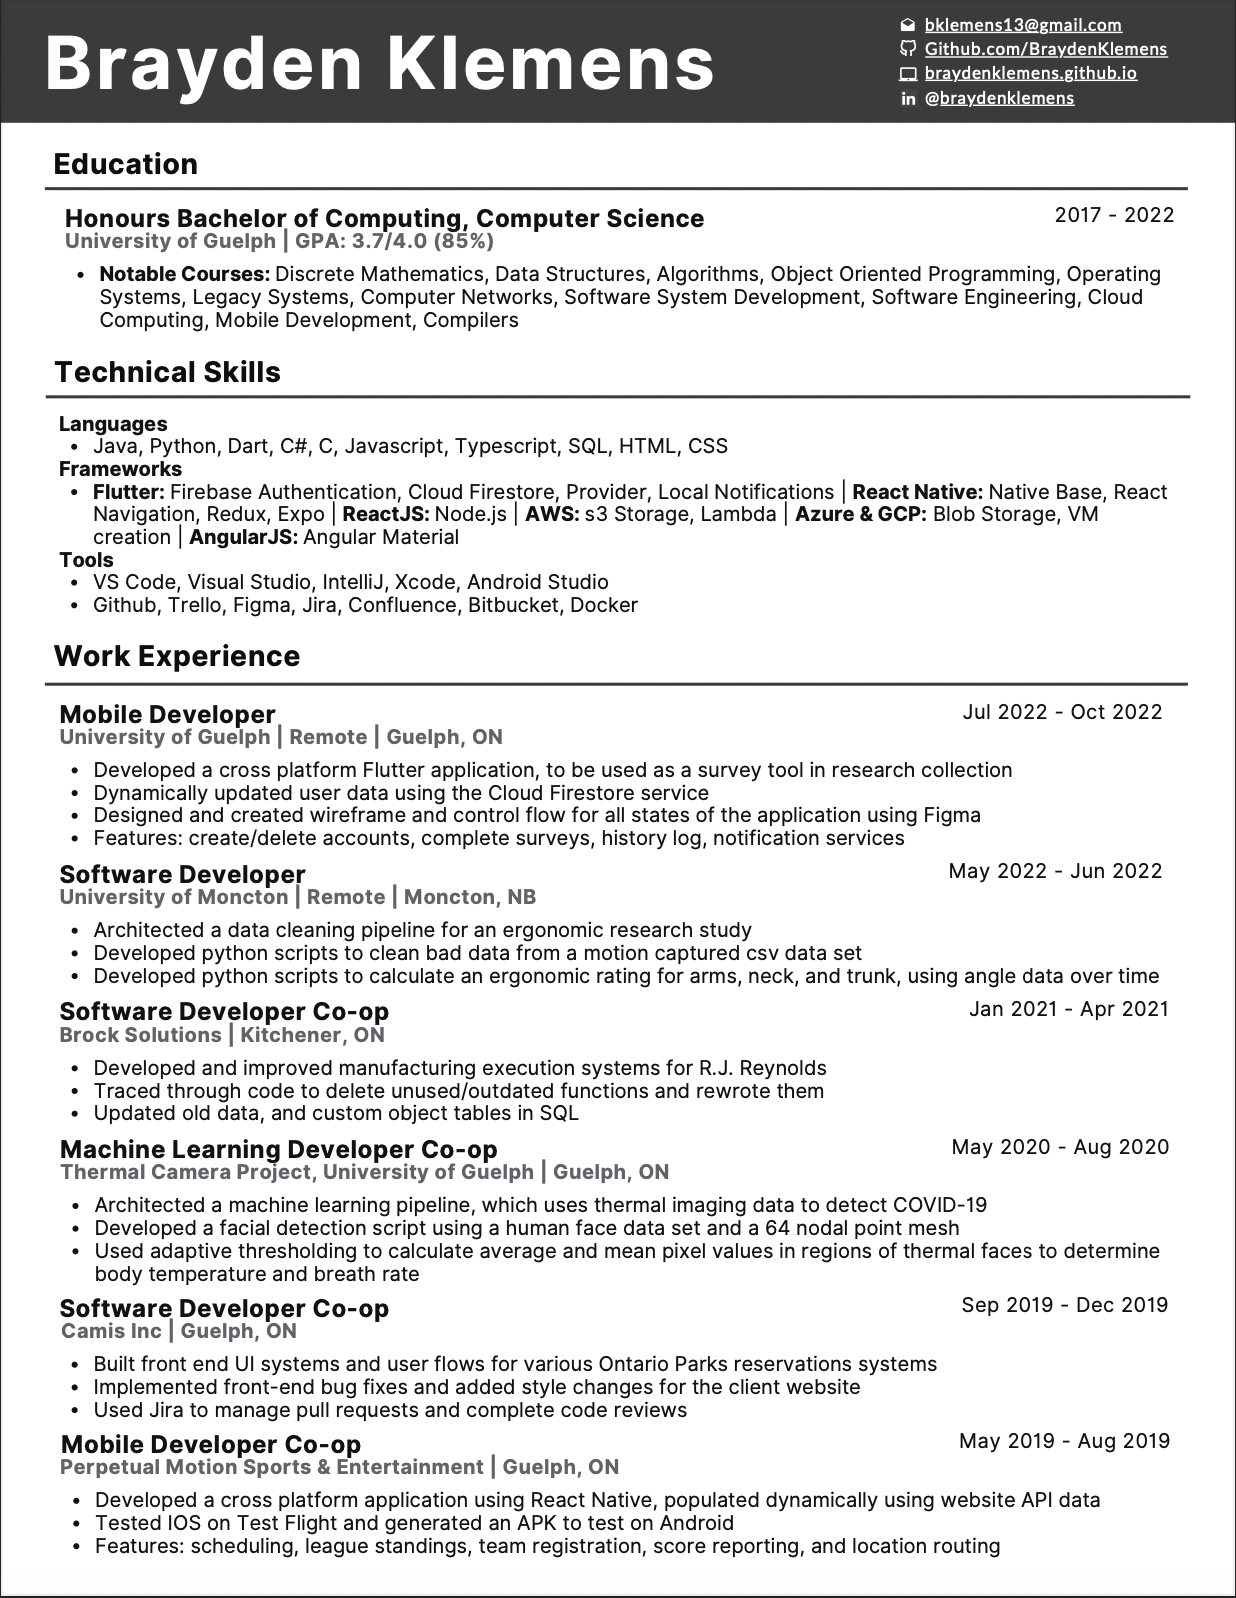 Brayden Klemens
bklemens13@gmail.com
Github.com/BraydenKlemens
braydenklemens.github.io
in @braydenklemens
Education
Honours Bachelor of Computing, Computer Science 2017 - 2022
University of Guelph | GPA: 3.7/4.0 (85%)
• Notable Courses: Discrete Mathematics, Data Structures, Algorithms, Object Oriented Programming, Operating
Systems, Legacy Systems, Computer Networks, Software System Development, Software Engineering, Cloud
Computing, Mobile Development, Compilers
Technical Skills
Languages
• Java, Python, Dart, C#, C, Javascript, Typescript, SQL, HTML, CSS
Frameworks
• Flutter: Firebase Authentication, Cloud Firestore, Provider, Local Notifications | React Native: Native Base, React
Navigation, Redux, Expo | ReactJS: Node.js | AWS: s3 Storage, Lambda | Azure & GCP: Blob Storage, VM
creation | AngularJS: Angular Material
Tools
• VS Code, Visual Studio, IntelliJ, Xcode, Android Studio
• Github, Trello, Figma, Jira, Confluence, Bitbucket, Docker
Work Experience
Mobile Developer Jul 2022 - Oct 2022
University of Guelph | Remote | Guelph, ON
• Developed a cross platform Flutter application, to be used as a survey tool in research collection
• Dynamically updated user data using the Cloud Firestore service
• Designed and created wireframe and control flow for all states of the application using Figma
• Features: create/delete accounts, complete surveys, history log, notification services
Software Developer May 2022 - Jun 2022
University of Moncton | Remote | Moncton, NB
• Architected a data cleaning pipeline for an ergonomic research study
• Developed python scripts to clean bad data from a motion captured csv data set
• Developed python scripts to calculate an ergonomic rating for arms, neck, and trunk, using angle data over time
Software Developer Co-op Jan 2021 - Apr 2021
Brock Solutions | Kitchener, ON
• Developed and improved manufacturing execution systems for R.J. Reynolds
• Traced through code to delete unused/outdated functions and rewrote them
• Updated old data, and custom object tables in SQL
Machine Learning Developer Co-op May 2020 - Aug 2020
Thermal Camera Project, University of Guelph | Guelph, ON
• Architected a machine learning pipeline, which uses thermal imaging data to detect COVID-19
• Developed a facial detection script using a human face data set and a 64 nodal point mesh
• Used adaptive thresholding to calculate average and mean pixel values in regions of thermal faces to determine
body temperature and breath rate
Software Developer Co-op Sep 2019 - Dec 2019
Camis Inc | Guelph, ON
• Built front end UI systems and user flows for various Ontario Parks reservations systems
• Implemented front-end bug fixes and added style changes for the client website
• Used Jira to manage pull requests and complete code reviews
Mobile Developer Co-op May 2019 - Aug 2019
Perpetual Motion Sports & Entertainment | Guelph, ON
• Developed a cross platform application using React Native, populated dynamically using website API data
• Tested IOS on Test Flight and generated an APK to test on Android
• Features: scheduling, league standings, team registration, score reporting, and location routing